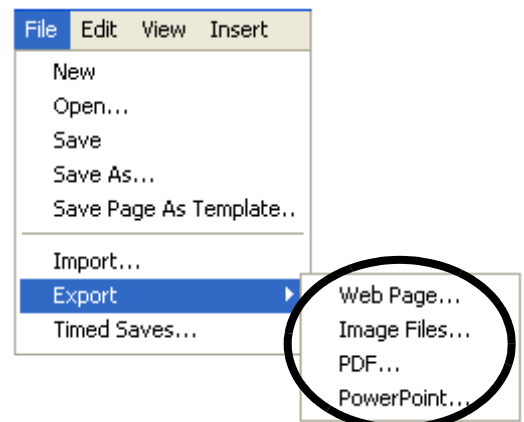 File Edit View Insert
New
Open...
Save
Save As...
Save Page As Template..
Import...
Export
Timed Saves...
Web Page...
Image Files...
PDF...
PowerPoint...